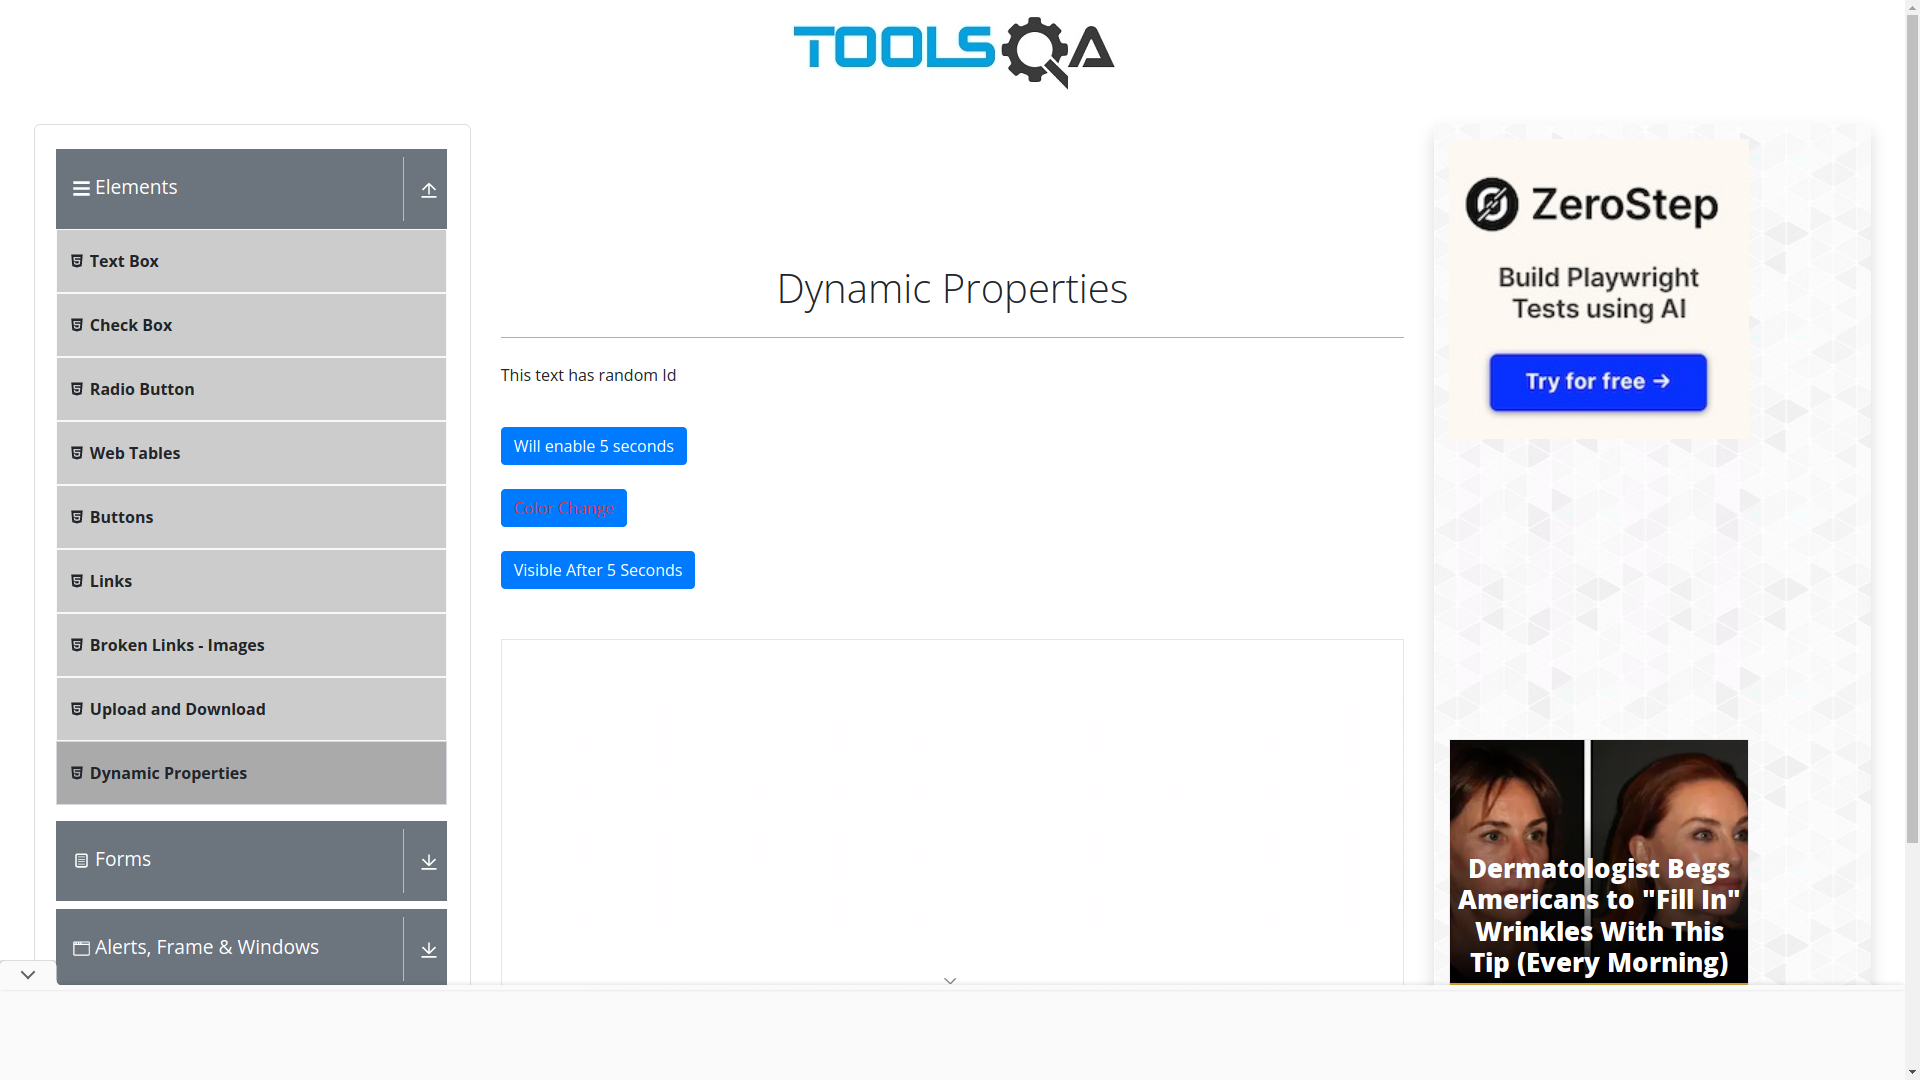 TOOLSQA
Elements
Text Box
Check Box
Radio Button
Web Tables
Buttons
Links
Broken Links - Images
Upload and Download
Dynamic Properties
Forms
Alerts, Frame & Windows
Dynamic Properties
This text has random Id
Will enable 5 seconds
Color Change
Visible After 5 Seconds
ZeroStep
Build Playwright
Tests using AI
Try for free →
Dermatologist Begs
Americans to "Fill In"
Wrinkles With This
Tip (Every Morning)